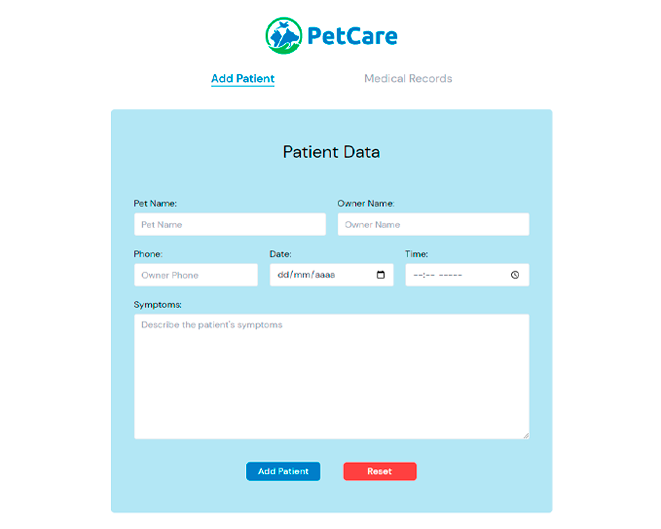 PetCare
Add Patient Medical Records
Patient Data
Pet Name: Owner Name:
Pet Name Owner Name
Phone: Date: Time:
Owner Phone dd/mm/aaaa --:-- -----
Symptoms:
Describe the patient's symptoms
Add Patient Reset